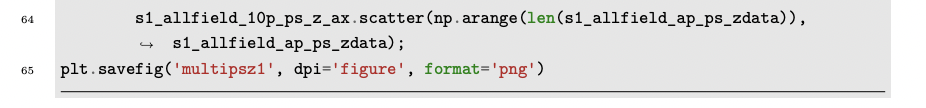 64 s1_allfield_10p_ps_z_ax.scatter(np.arange(len(s1_allfield_ap_ps_zdata)),
↪ s1_allfield_ap_ps_zdata);
65 plt.savefig('multipsz1', dpi='figure', format='png')